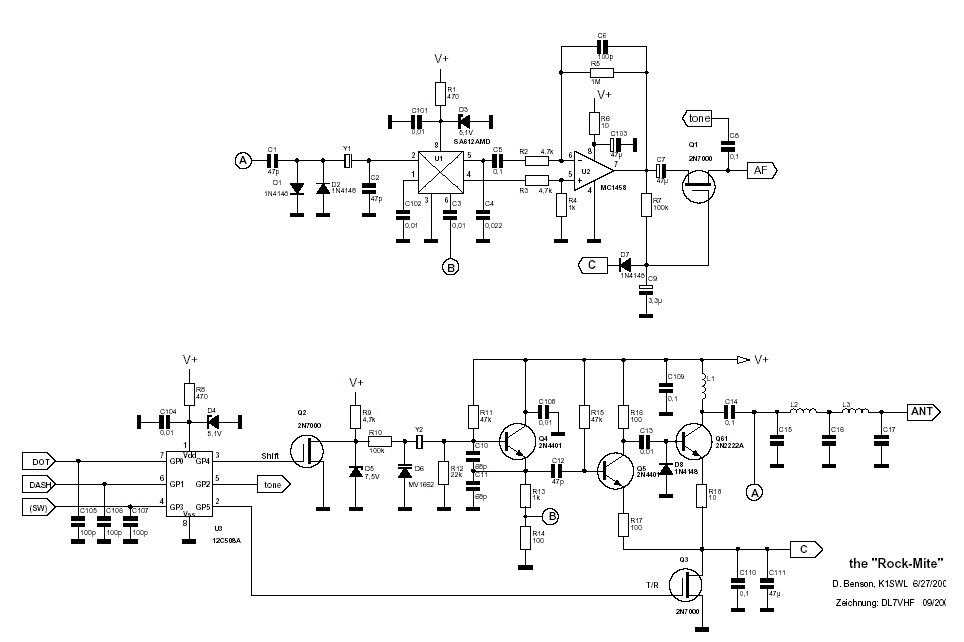 C6
100p
R5
1M
V+
R1
470
C101
0,01
D3
5,1V
SA612AMD
8
V+
R6
10
C103
47µ
8
tone
C8
0,1
Q1
2N7000
A
C1
47p
D1
1N4148
D2
1N4148
Y1
C2
47p
2
1
U1
5
4
3
6
C5
0,1
R2
4,7k
R3
4,7k
6
5
−
+
U2
7
4
MC1458
C7
47µ
AF
C102
0,01
C3
0,01
C4
0,022
R4
1k
R7
100k
B
C
D7
1N4148
C9
3,3µ
V+
R8
470
C104
0,01
D4
5,1V
1
Vdd
DOT
DASH
(SW)
7
6
4
GP0
GP1
GP3
GP4
GP2
GP5
3
5
2
Vss
8
U3
12C508A
C105
100p
C106
100p
C107
100p
Shift
tone
Q2
2N7000
V+
R9
4,7k
R10
100k
D5
7,5V
D6
MV1662
Y2
R12
22k
R11
47k
C10
68p
C11
68p
C108
0,01
Q4
2N4401
R13
1k
B
R14
100
C12
47p
R15
47k
R16
100
Q5
2N4401
R17
100
C13
0,01
D8
1N4148
C109
0,1
L1
V+
Q61
2N2222A
R18
10
C14
0,1
A
L2
L3
C15
C16
C17
ANT
C
Q3
T/R
2N7000
C110
0,1
C111
47µ
the "Rock-Mite"
D. Benson, K1SWL 6/27/200
Zeichnung: DL7VHF 09/200